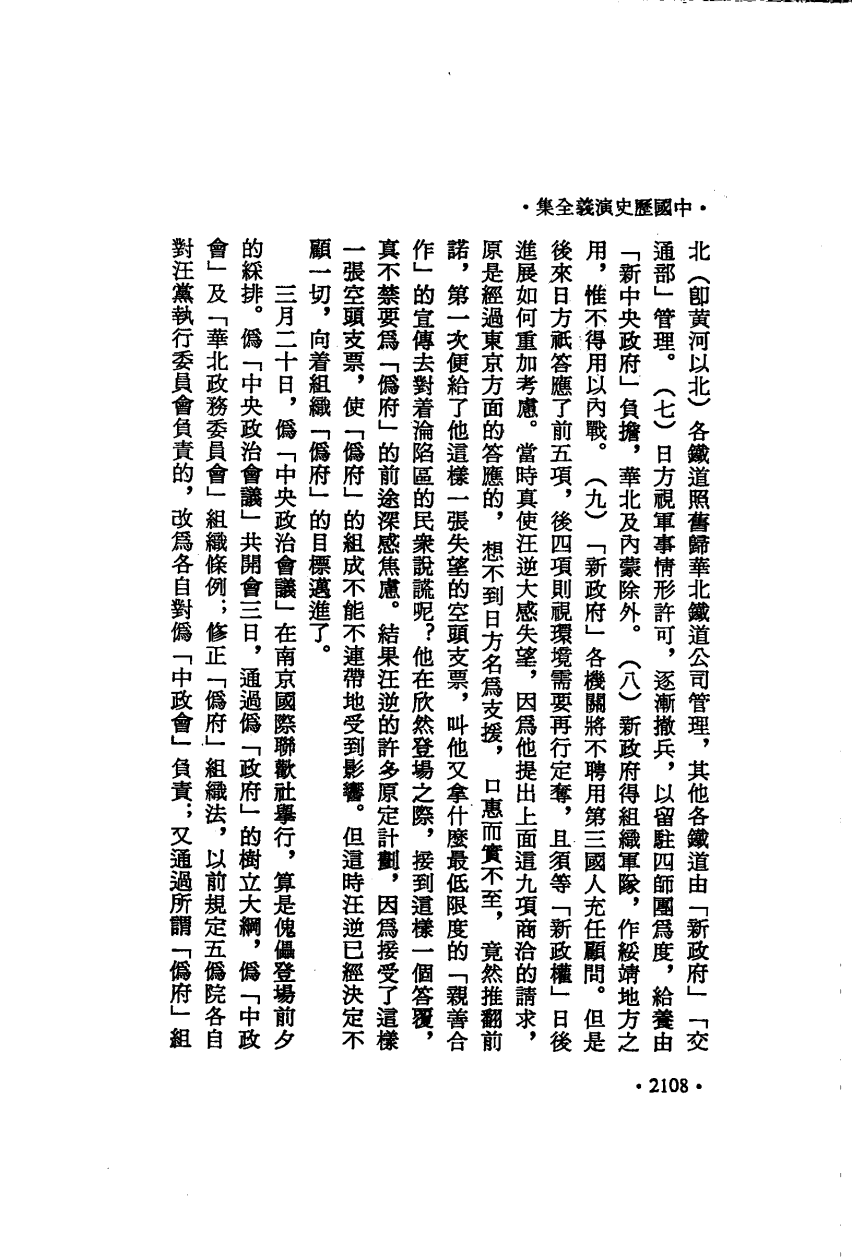 ・中國歷史演義全集・
北（卽黄河以北）各鐵道照舊歸華北鐵道公司管理，其他各鐵道由「新政府」「交
通部」管理。（七）日方視軍事情形許可，逐漸撤兵，以留駐四師團爲度，給養由
「新中央政府」負擔，華北及內蒙除外。（八）新政府得組織軍隊，作綏靖地方之
用，惟不得用以內戰。（九）「新政府」各機關將不聘用第三國人充任顧問。但是
後來日方祇答應了前五項，後四項則視環境需要再行定奪，且須等「新政權」日後
進展如何重加考慮。當時真使汪逆大感失望，因爲他提出上面這九項商洽的請求，
原是經過東京方面的答應的，想不到日方名爲支援，口惠而實不至，竟然推翻前
諾，第一次便給了他這樣一張失望的空頭支票，叫他又拿什麼最低限度的「親善合
作」的宣傳去對着淪陷區的民衆說謊呢？他在欣然登場之際，接到這樣一個答覆，
真不禁要爲「僞府」的前途深感焦慮。結果汪逆的許多原定計劃，因爲接受了這樣
一張空頭支票，使「僞府」的組成不能不連帶地受到影響。但這時汪逆已經決定不
顧一切，向着組織「僞府」的目標邁進了。
三月二十日，僞「中央政治會議」在南京國際聯歡社擧行，算是傀儡登場前夕
的綵排。僞「中央政治會議」共開會三日，通過僞「政府」的樹立大綱，僞「中政
會」及「華北政務委員會」組織條例；修正「僞府」組織法，以前規定五僞院各自
對汪黨執行委員會負責的，改爲各自對僞「中政會」負責；又通過所謂「僞府」組
・2108・